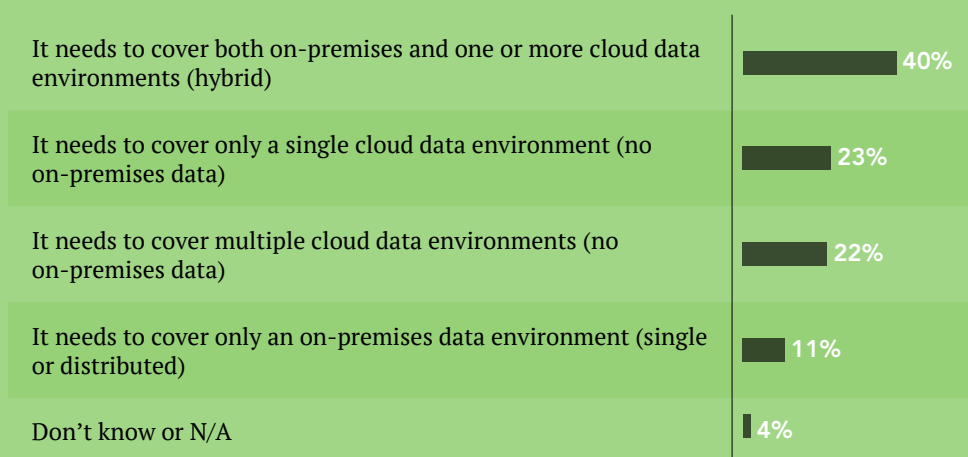 It needs to cover both on-premises and one or more cloud data
environments (hybrid)
40%
It needs to cover only a single cloud data environment (no
on-premises data)
23%
It needs to cover multiple cloud data environments (no
on-premises data)
22%
It needs to cover only an on-premises data environment (single
or distributed)
11%
Don’t know or N/A
4%